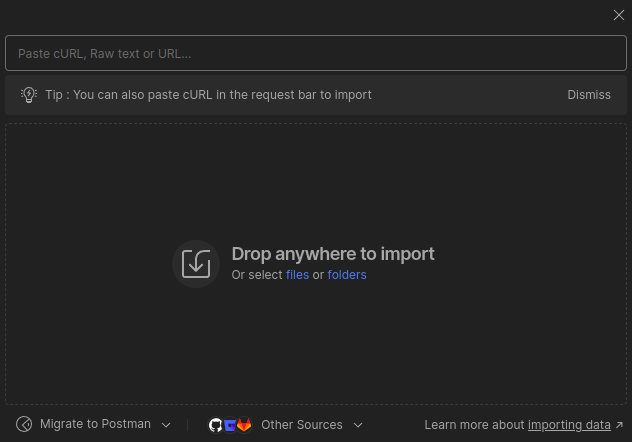 Paste cURL, Raw text or URL...
Tip : You can also paste cURL in the request bar to import
Dismiss
Drop anywhere to import
Or select files or folders
Migrate to Postman
Other Sources
Learn more about importing data ↗